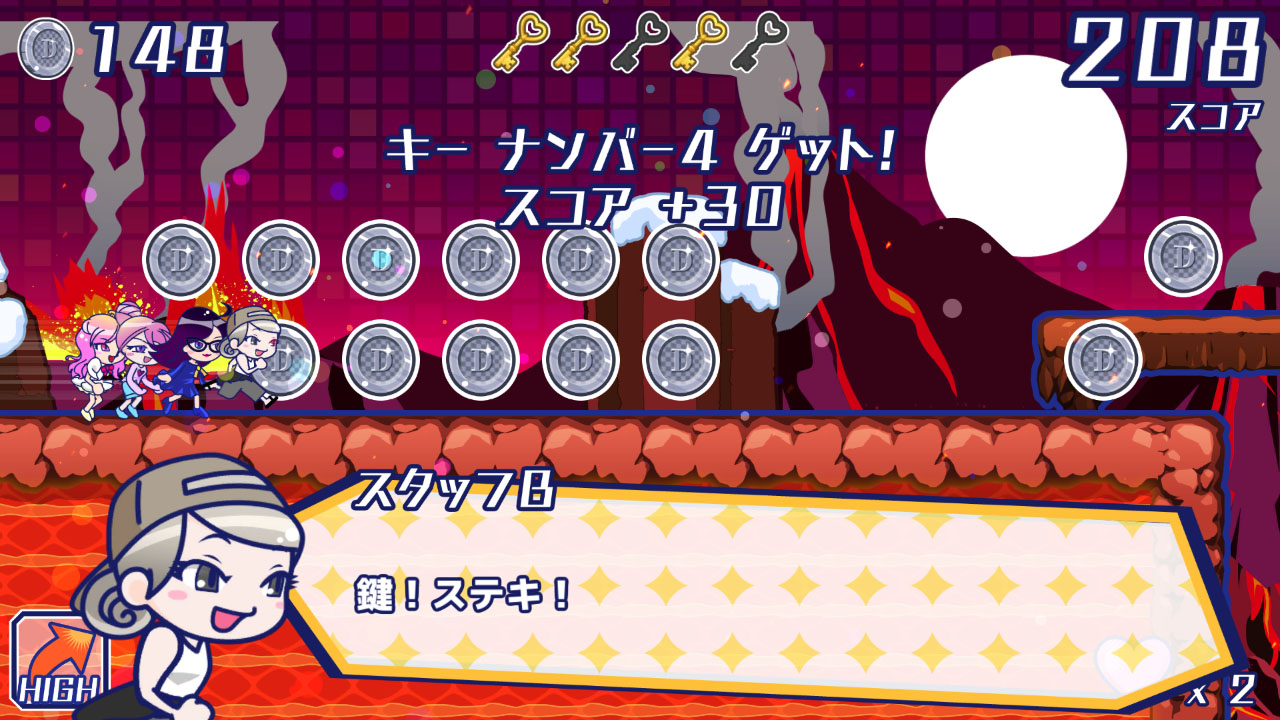 148
208
スコア
キー ナンバー4 ゲット!
スコア +30
D D D D D D D
D D D D D D
スタッフB
鍵！ステキ！
HIGH
x 2